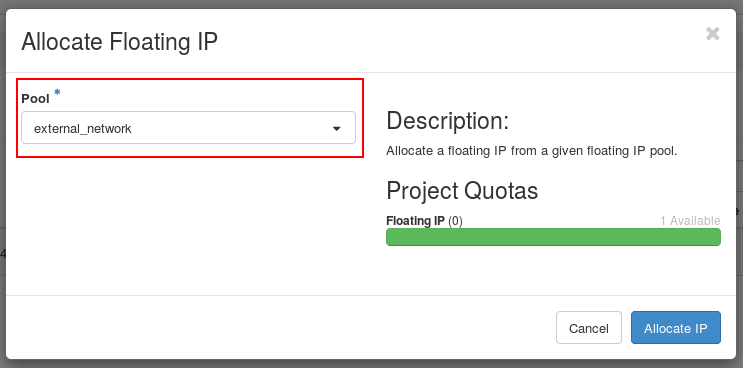 Allocate Floating IP
Pool *
external_network
Description:
Allocate a floating IP from a given floating IP pool.
Project Quotas
Floating IP (0) 1 Available
Cancel Allocate IP